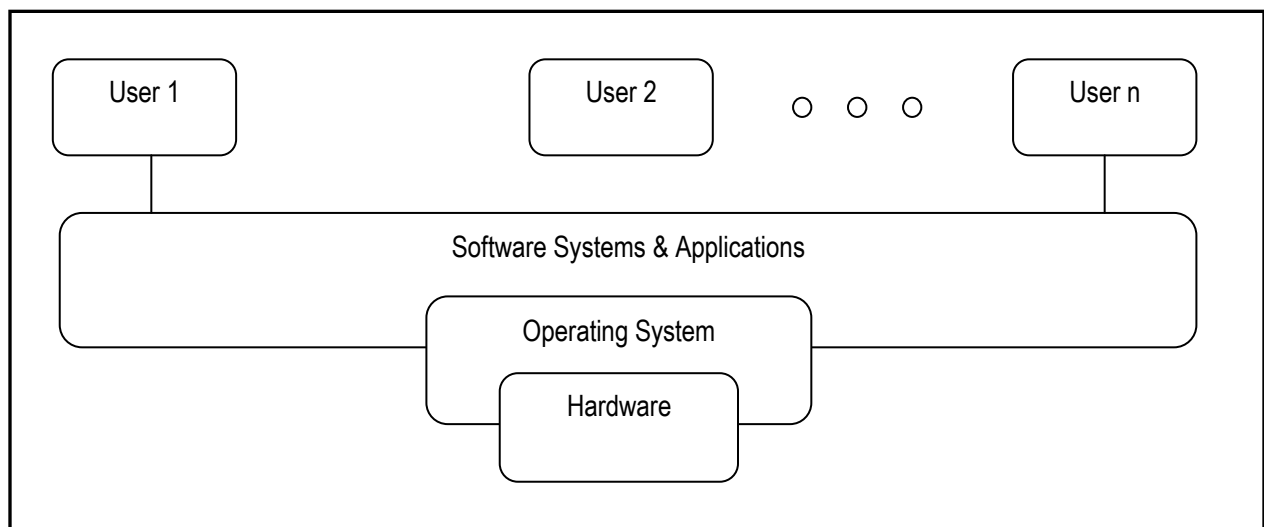 User 1
User 2
User n
Software Systems & Applications
Operating System
Hardware